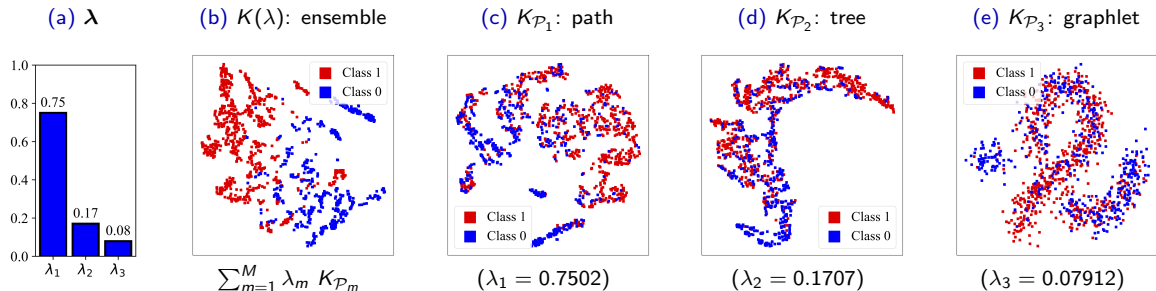 (a) λ
(b) K(λ): ensemble
(c) K_{P_1}: path
(d) K_{P_2}: tree
(e) K_{P_3}: graphlet
1.0
0.8
0.6
0.4
0.2
0.0
0.75
0.17
0.08
λ_1
λ_2
λ_3
Class 1
Class 0
Class 1
Class 0
Class 1
Class 0
Class 1
Class 0
∑_{m=1}^{M} λ_m K_{P_m}
(λ_1 = 0.7502)
(λ_2 = 0.1707)
(λ_3 = 0.07912)